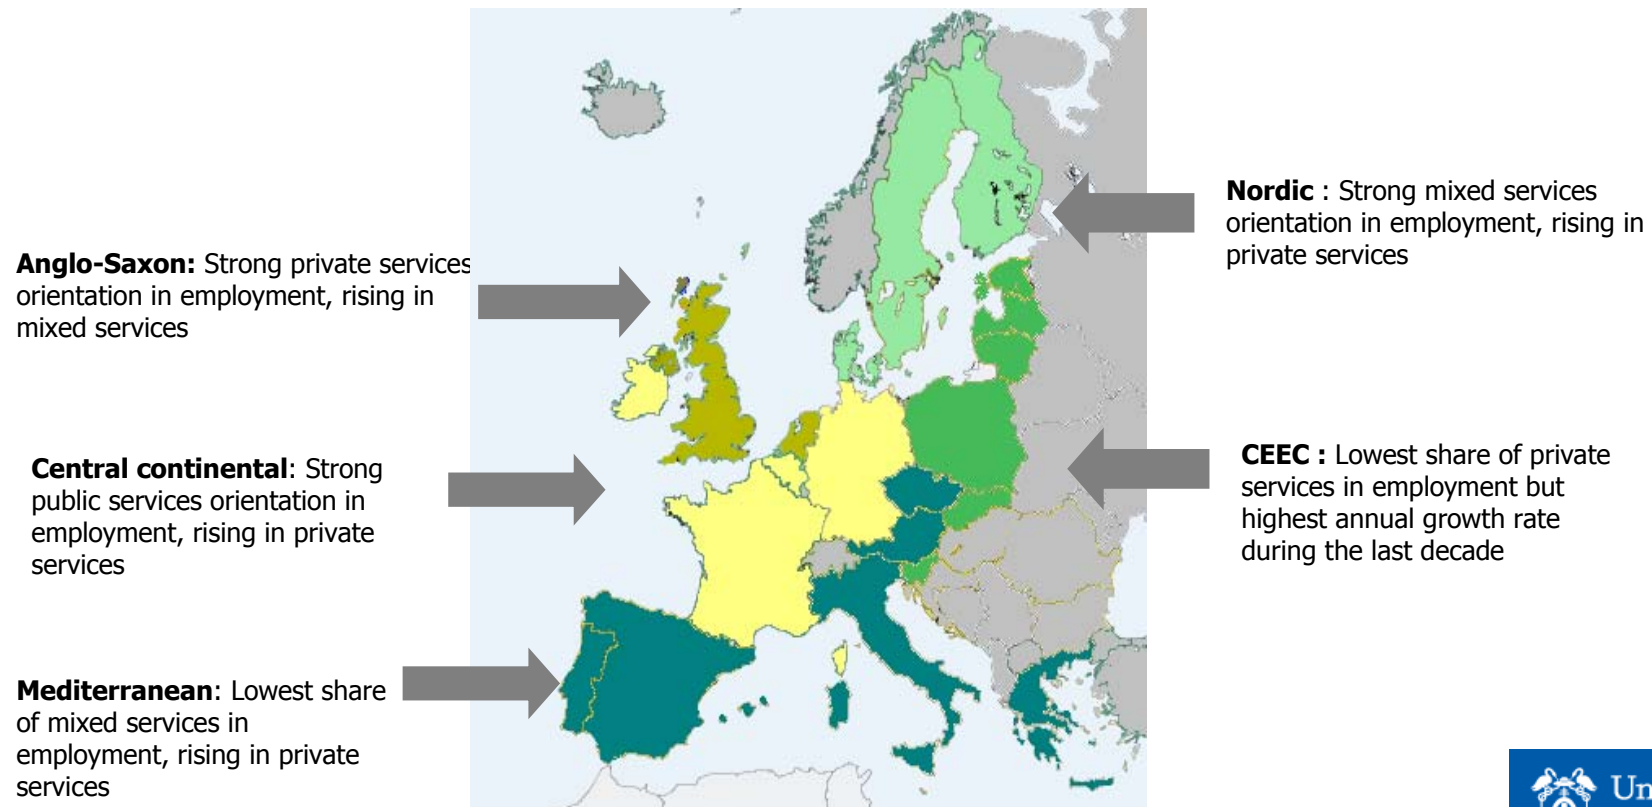 Anglo-Saxon: Strong private services
orientation in employment, rising in
mixed services
Central continental: Strong
public services orientation in
employment, rising in private
services
Mediterranean: Lowest share
of mixed services in
employment, rising in private
services
Nordic : Strong mixed services
orientation in employment, rising in
private services
CEEC : Lowest share of private
services in employment but
highest annual growth rate
during the last decade